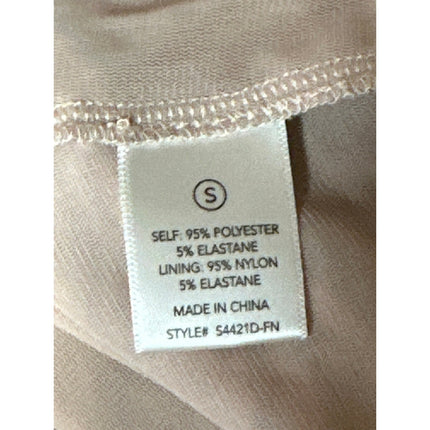 S
SELF: 95% POLYESTER
5% ELASTANE
LINING: 95% NYLON
5% ELASTANE
MADE IN CHINA
STYLE# S4421D-FN